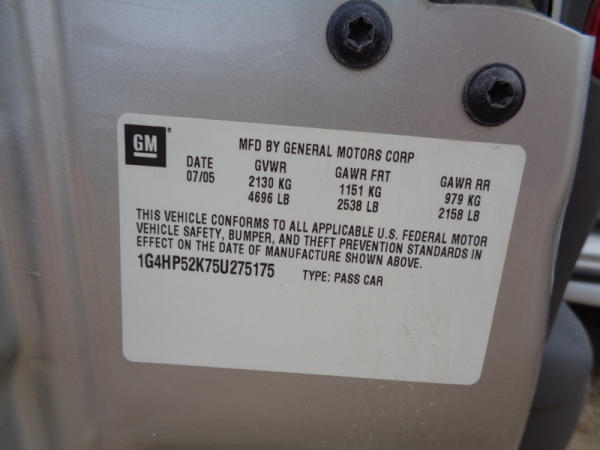 GM
MFD BY GENERAL MOTORS CORP
DATE GVWR GAWR FRT GAWR RR
07/05 2130 KG 1151 KG 979 KG
4696 LB 2538 LB 2158 LB
THIS VEHICLE CONFORMS TO ALL APPLICABLE U.S. FEDERAL MOTOR
VEHICLE SAFETY, BUMPER, AND THEFT PREVENTION STANDARDS IN
EFFECT ON THE DATE OF MANUFACTURE SHOWN ABOVE.
1G4HP52K75U275175 TYPE: PASS CAR